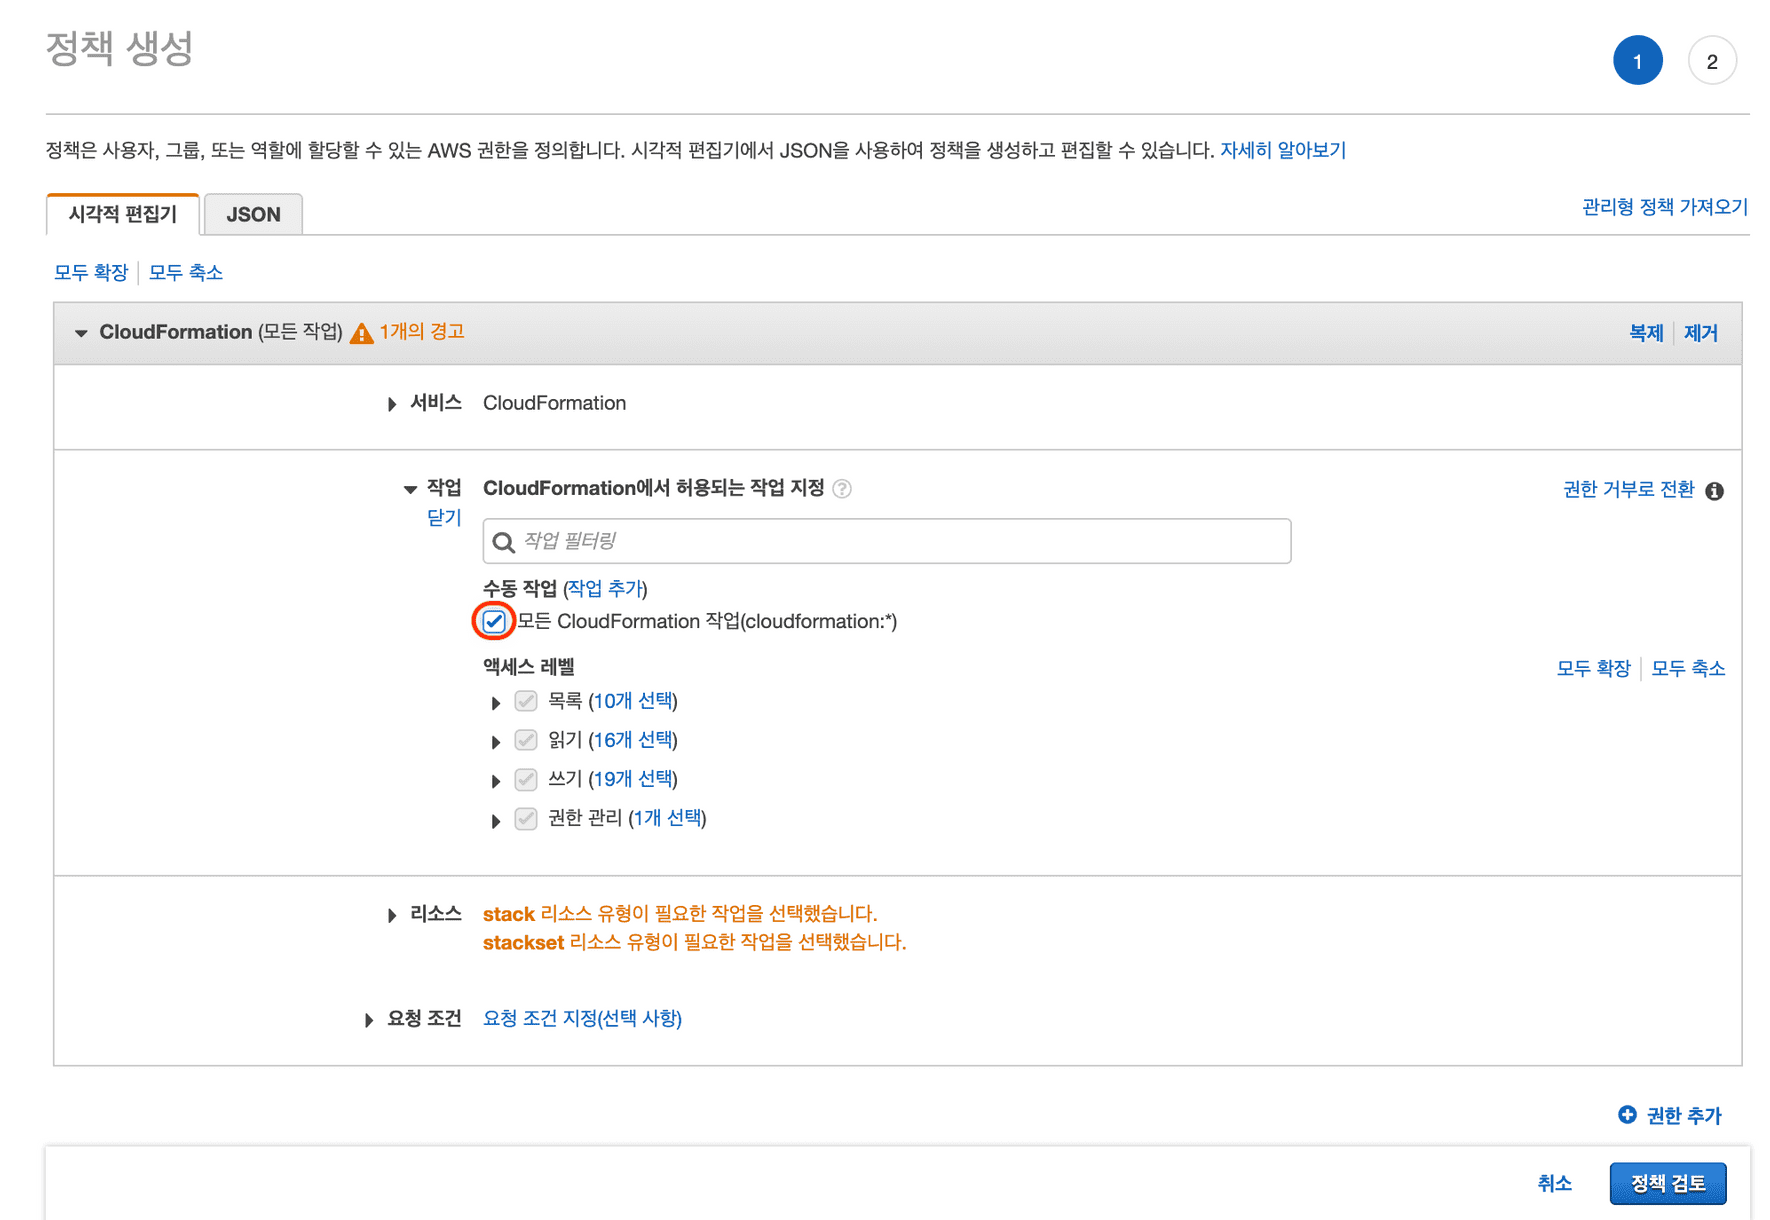 정책 생성
1
2
정책은 사용자, 그룹, 또는 역할에 할당할 수 있는 AWS 권한을 정의합니다. 시각적 편집기에서 JSON을 사용하여 정책을 생성하고 편집할 수 있습니다. 자세히 알아보기
시각적 편집기
JSON
관리형 정책 가져오기
모두 확장
모두 축소
CloudFormation (모든 작업) 1개의 경고
복제
제거
서비스
CloudFormation
작업
CloudFormation에서 허용되는 작업 지정 ?
권한 거부로 전환 i
닫기
작업 필터링
수동 작업 (작업 추가)
모든 CloudFormation 작업(cloudformation:*)
액세스 레벨
모두 확장
모두 축소
목록 (10개 선택)
읽기 (16개 선택)
쓰기 (19개 선택)
권한 관리 (1개 선택)
리소스
stack 리소스 유형이 필요한 작업을 선택했습니다.
stackset 리소스 유형이 필요한 작업을 선택했습니다.
요청 조건
요청 조건 지정(선택 사항)
권한 추가
취소
정책 검토